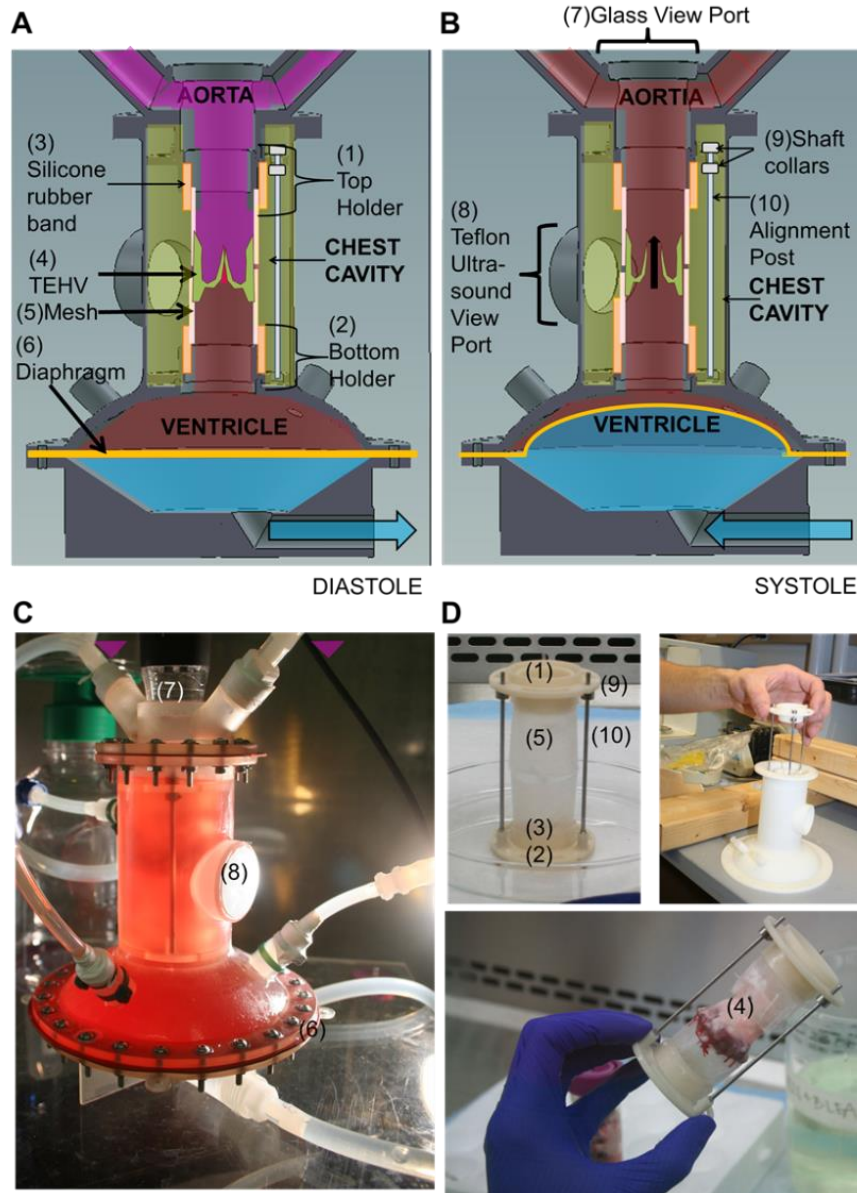 A
B
(7)Glass View Port
AORTA
AORTIA
(3)
Silicone
rubber
band
(1)
Top
Holder
(9)Shaft
collars
(8)
Teflon
Ultra-
sound
View
Port
(10)
Alignment
Post
(4)
TEHV
CHEST
CAVITY
CHEST
CAVITY
(5)Mesh
(2)
Bottom
Holder
(6)
Diaphragm
VENTRICLE
VENTRICLE
DIASTOLE
SYSTOLE
C
D
(7)
(8)
(6)
(1)
(9)
(5)
(10)
(3)
(2)
(4)